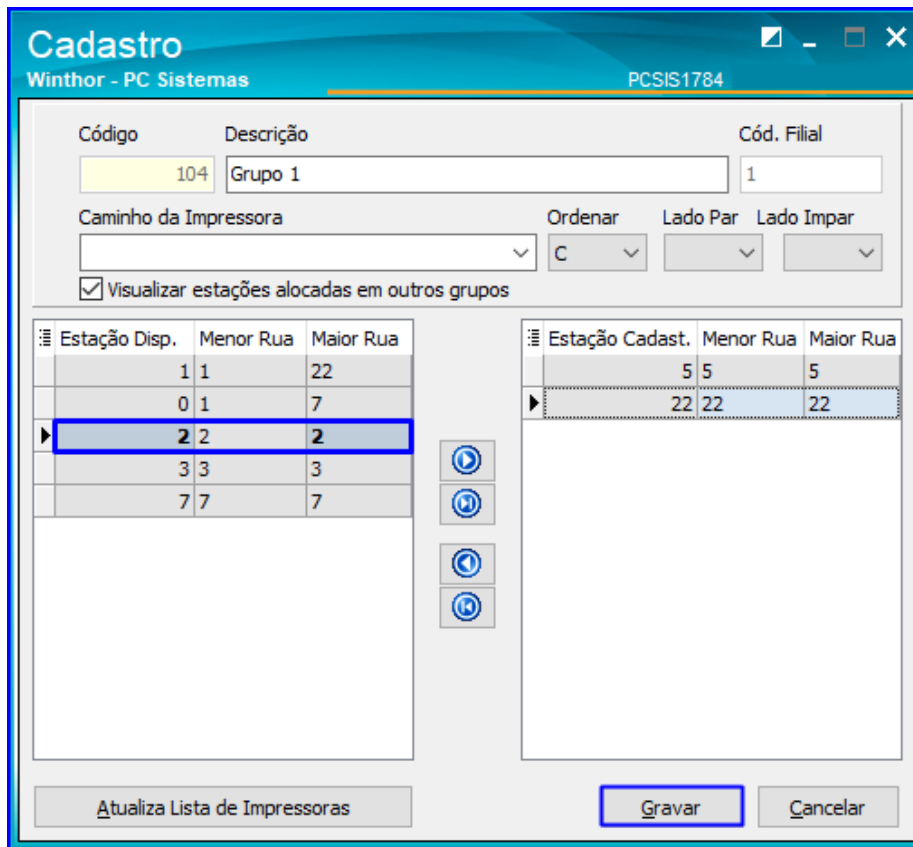 Cadastro
Winthor - PC Sistemas PCSIS1784
Código Descrição Cód. Filial
104 Grupo 1 1
Caminho da Impressora Ordenar Lado Par Lado Impar
C
Visualizar estações alocadas em outros grupos
Estação Disp. Menor Rua Maior Rua Estação Cadast. Menor Rua Maior Rua
1 1 22 5 5 5
0 1 7 22 22 22
2 2 2
3 3 3
7 7 7
Atualiza Lista de Impressoras Gravar Cancelar